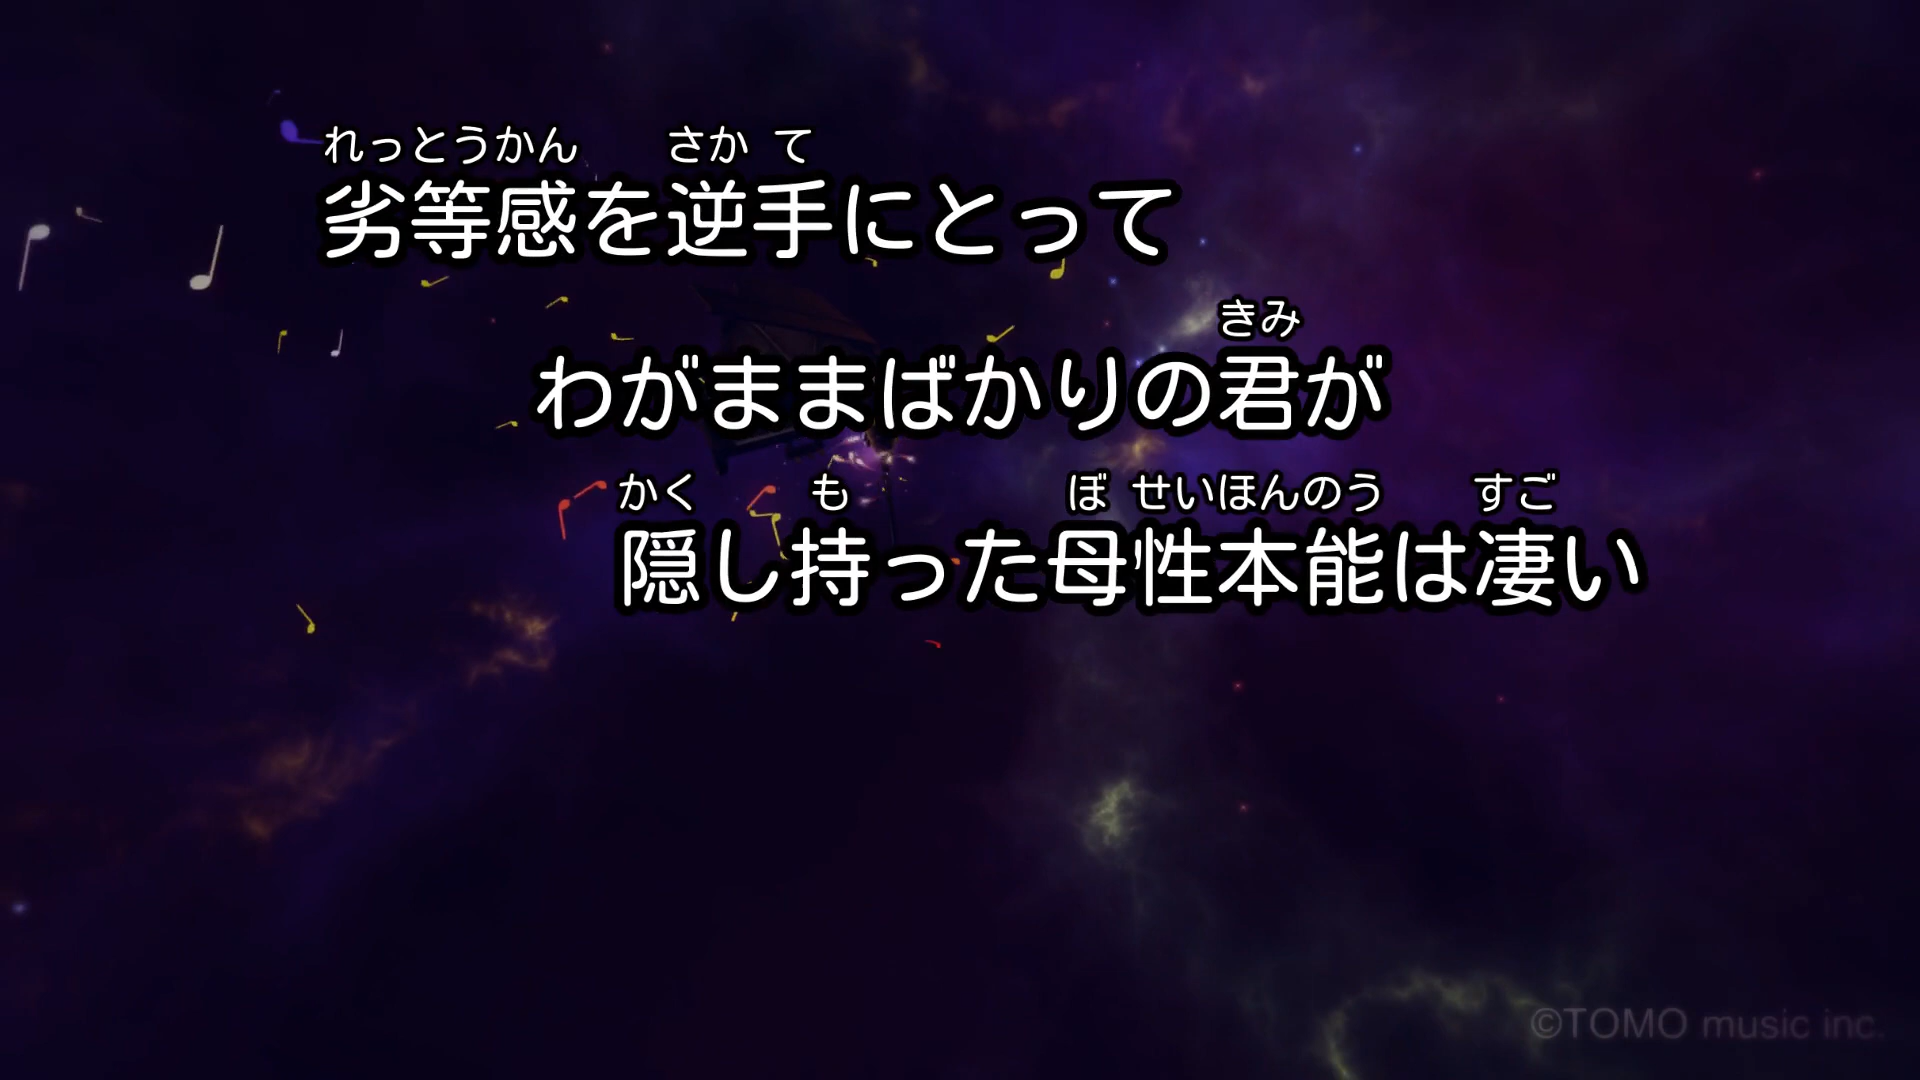 れっとうかん さか て
劣等感を逆手にとって
きみ
わがままばかりの君が
かく も ぼ せいほんのう すご
隠し持った母性本能は凄い
©TOMO music inc.